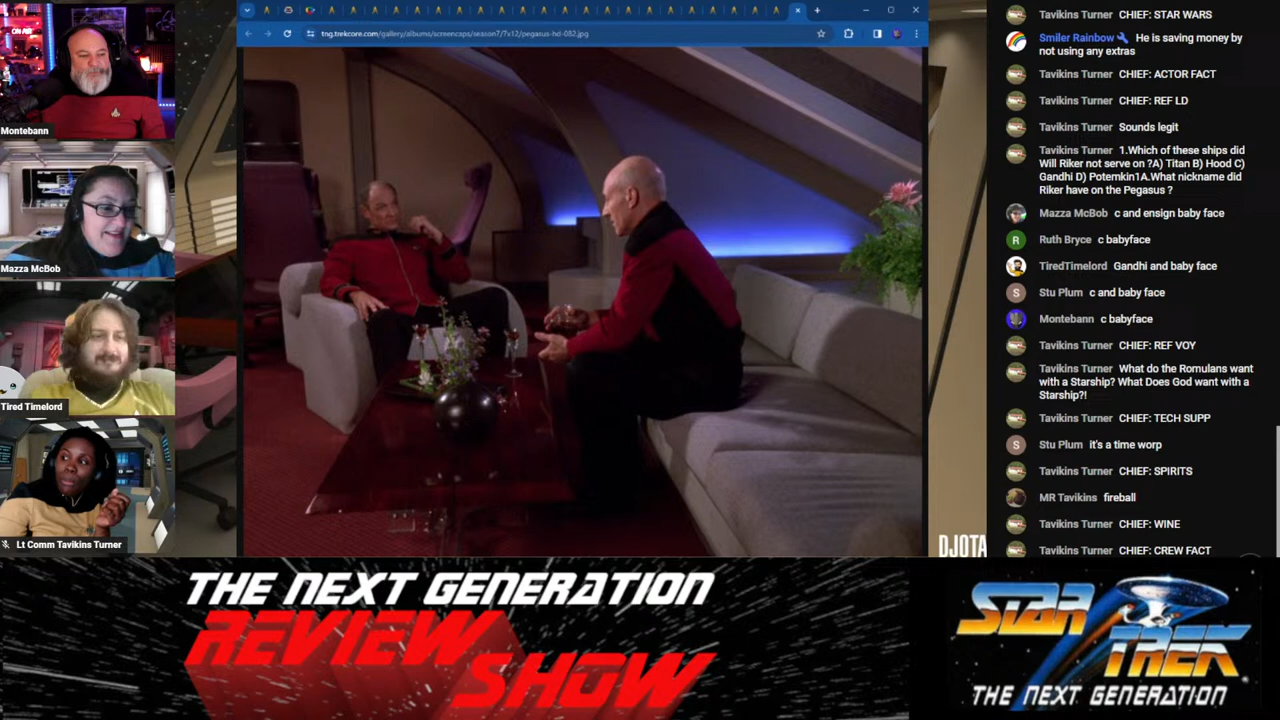 tng.trekcore.com/gallery/albums/screencaps/season7/7x12/pegasus-hd-082.jpg
Montebann
Mazza McBob
Tired Timelord
Lt Comm Tavikins Turner
DJOTA
Tavikins Turner CHIEF: STAR WARS
Smiler Rainbow He is saving money by
not using any extras
Tavikins Turner CHIEF: ACTOR FACT
Tavikins Turner CHIEF: REF LD
Tavikins Turner Sounds legit
Tavikins Turner 1.Which of these ships did
Will Riker not serve on ?A) Titan B) Hood C)
Gandhi D) Potemkin1A.What nickname did
Riker have on the Pegasus ?
Mazza McBob c and ensign baby face
R
Ruth Bryce c babyface
TiredTimelord Gandhi and baby face
S
Stu Plum c and baby face
Montebann c babyface
Tavikins Turner CHIEF: REF VOY
Tavikins Turner What do the Romulans want
with a Starship? What Does God want with a
Starship?!
Tavikins Turner CHIEF: TECH SUPP
S
Stu Plum it's a time worp
Tavikins Turner CHIEF: SPIRITS
MR Tavikins fireball
Tavikins Turner CHIEF: WINE
Tavikins Turner CHIEF: CREW FACT
THE NEXT GENERATION
REVIEW
SHOW
STAR
TREK
THE NEXT GENERATION